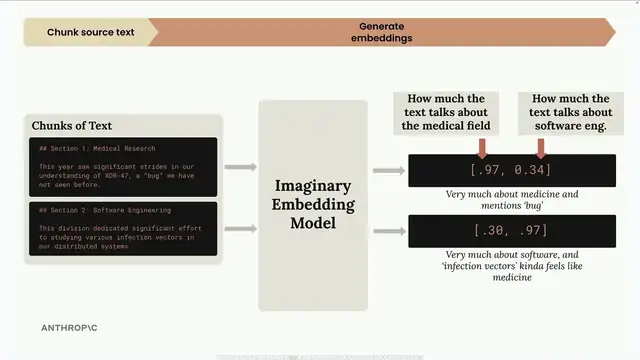 Chunk source text
Generate
embeddings
How much the
text talks about
the medical field
How much the
text talks about
software eng.
Chunks of Text
## Section 1: Medical Research
This year saw significant strides in our
understanding of XDR-47, a "bug" we have
not seen before.
## Section 2: Software Engineering
This division dedicated significant effort
to studying various infection vectors in
our distributed systems
Imaginary
Embedding
Model
[.97, 0.34]
Very much about medicine and
mentions ‘bug’
[.30, .97]
Very much about software, and
‘infection vectors’ kinda feels like
medicine
ANTHROP\C